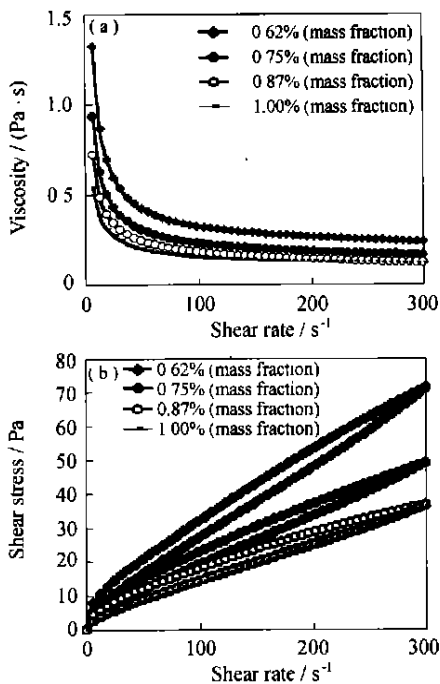 1.5
(a)
0 62% (mass fraction)
0 75% (mass fraction)
0 87% (mass fraction)
1.00% (mass fraction)
1.0
0 5
0
Viscosity / (Pa · s)
0
100
200
300
Shear rate / s⁻¹
80
(b)
0 62% (mass fraction)
0 75% (mass fraction)
0.87% (mass fraction)
1 00% (mass fraction)
70
60
50
40
30
20
10
0
Shear stress / Pa
0
100
200
300
Shear rate / s⁻¹